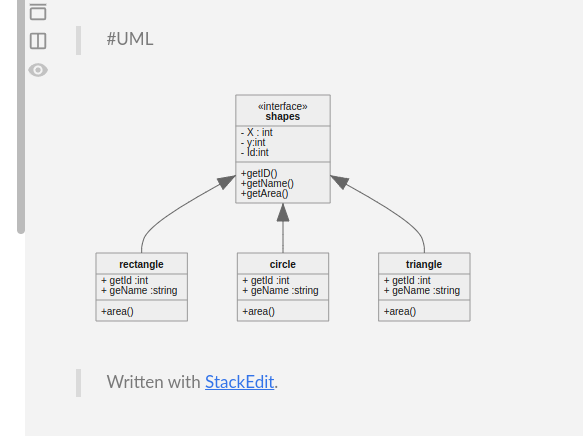 #UML
«interface»
shapes
- X : int
- y:int
- Id:int
+getID()
+getName()
+getArea()
rectangle
+ getId :int
+ geName :string
+area()
circle
+ getId :int
+ geName :string
+area()
triangle
+ getId :int
+ geName :string
+area()
Written with StackEdit.